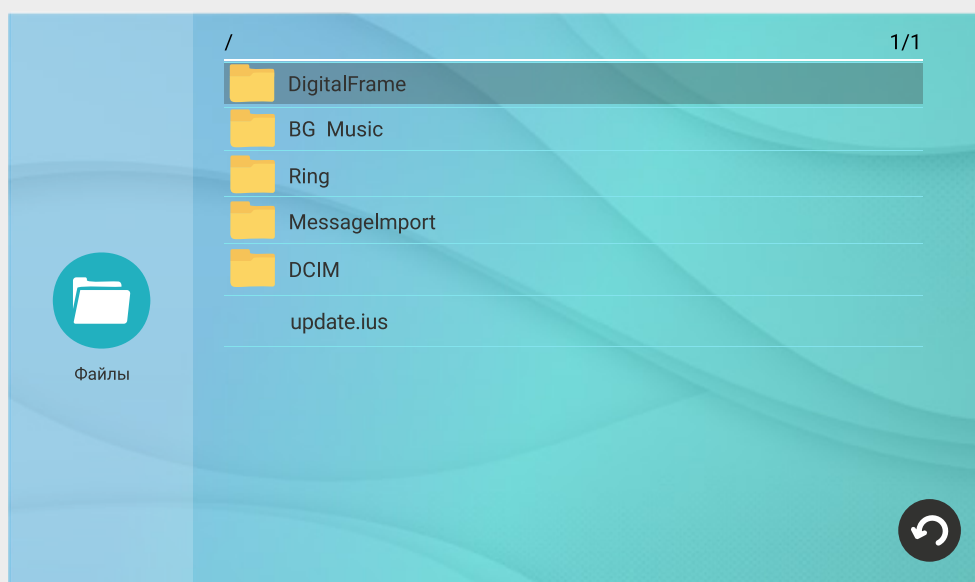 / 1/1
DigitalFrame
BG Music
Ring
MessageImport
DCIM
update.ius
Файлы